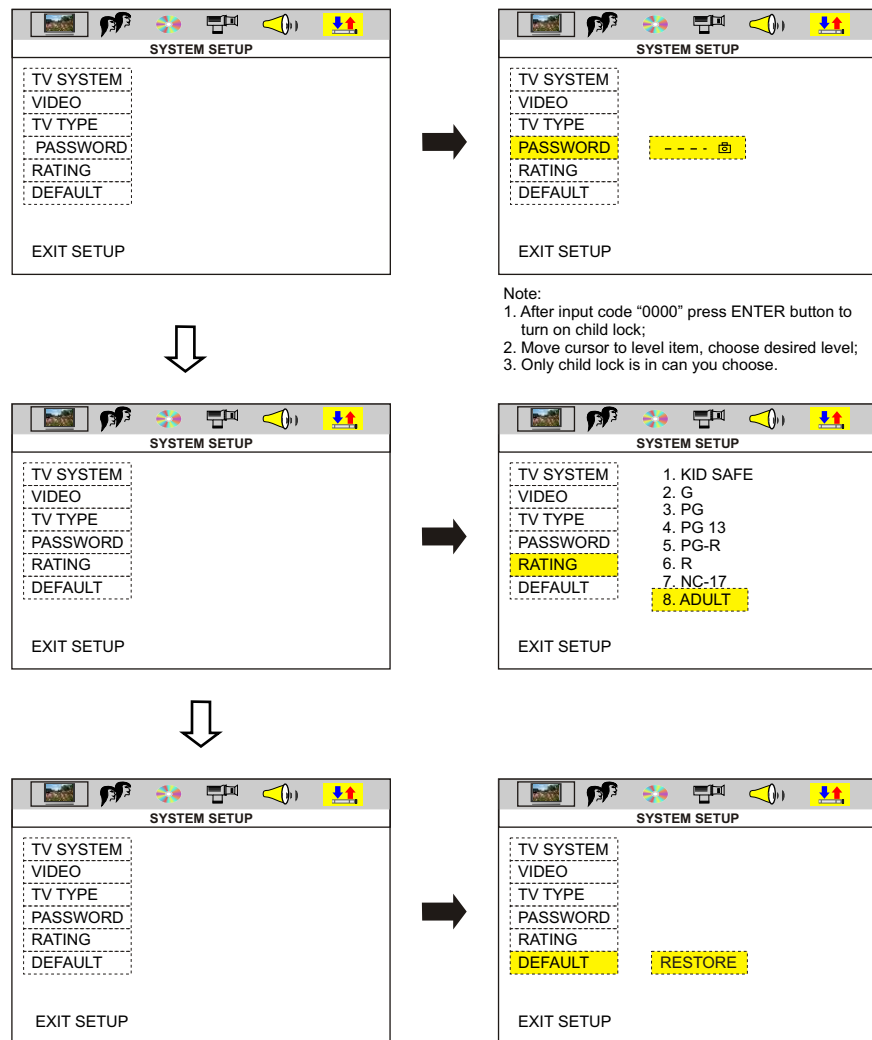 SYSTEM SETUP
TV SYSTEM
VIDEO
TV TYPE
PASSWORD
RATING
DEFAULT
EXIT SETUP
SYSTEM SETUP
TV SYSTEM
VIDEO
TV TYPE
PASSWORD
- - - -
RATING
DEFAULT
EXIT SETUP
Note:
1. After input code “0000” press ENTER button to
turn on child lock;
2. Move cursor to level item, choose desired level;
3. Only child lock is in can you choose.
SYSTEM SETUP
TV SYSTEM
VIDEO
TV TYPE
PASSWORD
RATING
DEFAULT
EXIT SETUP
SYSTEM SETUP
TV SYSTEM
VIDEO
TV TYPE
PASSWORD
RATING
DEFAULT
1. KID SAFE
2. G
3. PG
4. PG 13
5. PG-R
6. R
7. NC-17
8. ADULT
EXIT SETUP
SYSTEM SETUP
TV SYSTEM
VIDEO
TV TYPE
PASSWORD
RATING
DEFAULT
EXIT SETUP
SYSTEM SETUP
TV SYSTEM
VIDEO
TV TYPE
PASSWORD
RATING
DEFAULT
RESTORE
EXIT SETUP